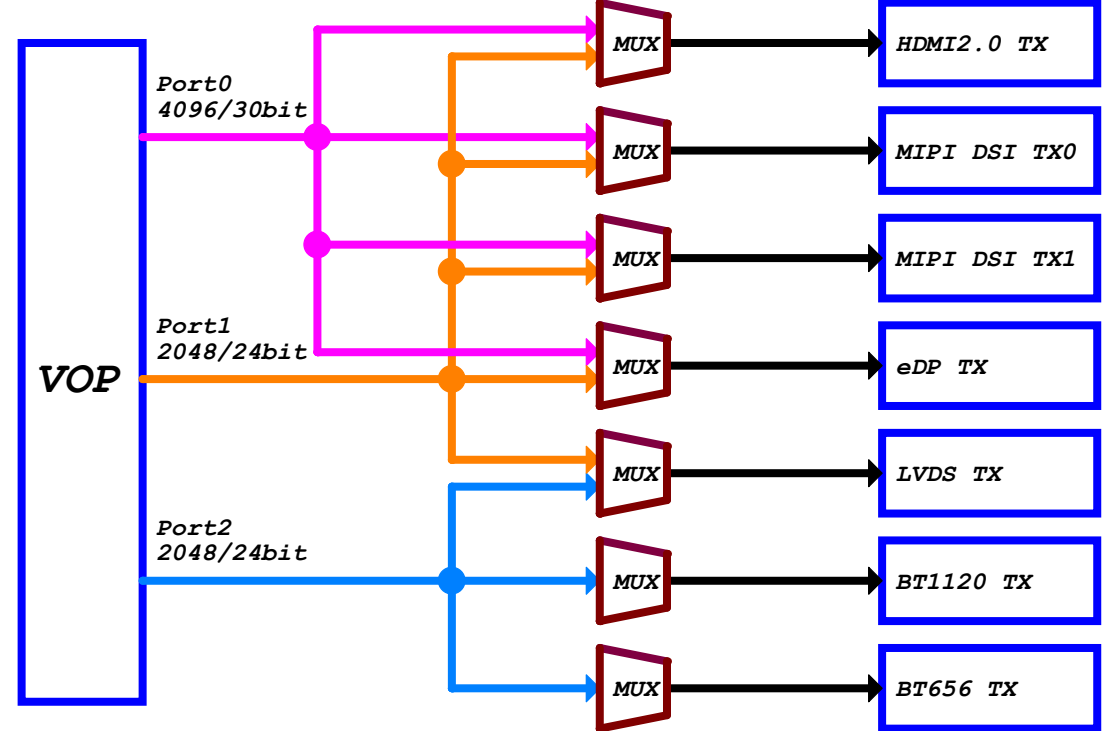 MUX
HDMI2.0 TX
Port0
4096/30bit
MUX
MIPI DSI TX0
MUX
MIPI DSI TX1
Port1
2048/24bit
VOP
MUX
eDP TX
MUX
LVDS TX
Port2
2048/24bit
MUX
BT1120 TX
MUX
BT656 TX